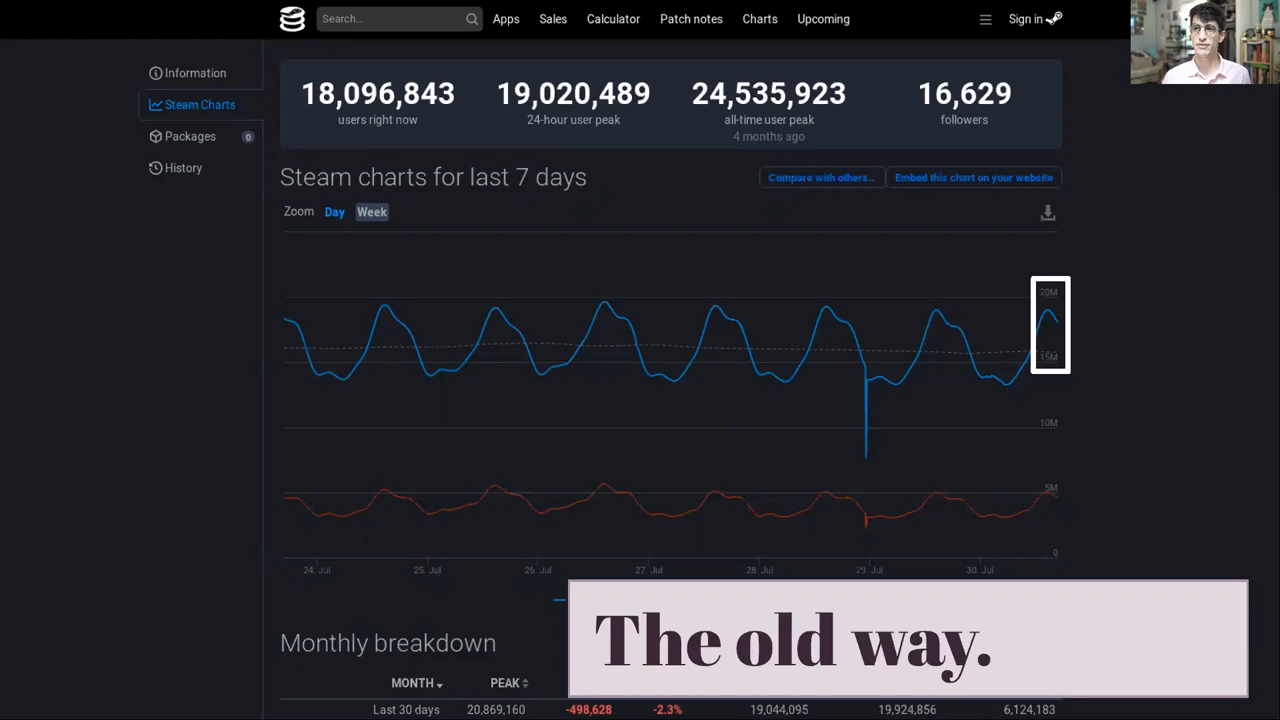 Search...
Apps
Sales
Calculator
Patch notes
Charts
Upcoming
Sign in
Information
Steam Charts
Packages
0
History
18,096,843
users right now
19,020,489
24-hour user peak
24,535,923
all-time user peak
4 months ago
16,629
followers
Steam charts for last 7 days
Compare with others...
Embed this chart on your website
Zoom
Day
Week
20M
15M
10M
5M
0
24. Jul
25. Jul
26. Jul
27. Jul
28. Jul
29. Jul
30. Jul
The old way.
Monthly breakdown
MONTH
PEAK
Last 30 days
20,869,160
-498,628
-2.3%
19,044,095
19,924,856
6,124,183